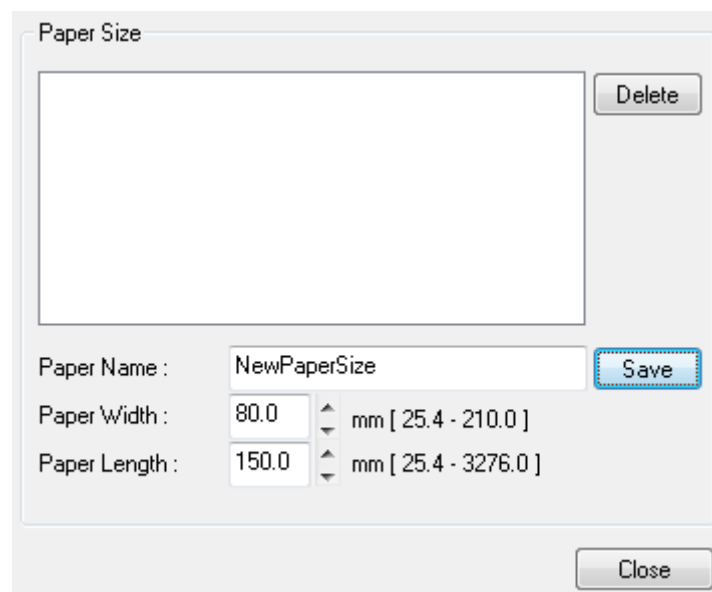 Paper Size
Delete
Paper Name : NewPaperSize Save
Paper Width : 80.0 mm [ 25.4 - 210.0 ]
Paper Length : 150.0 mm [ 25.4 - 3276.0 ]
Close